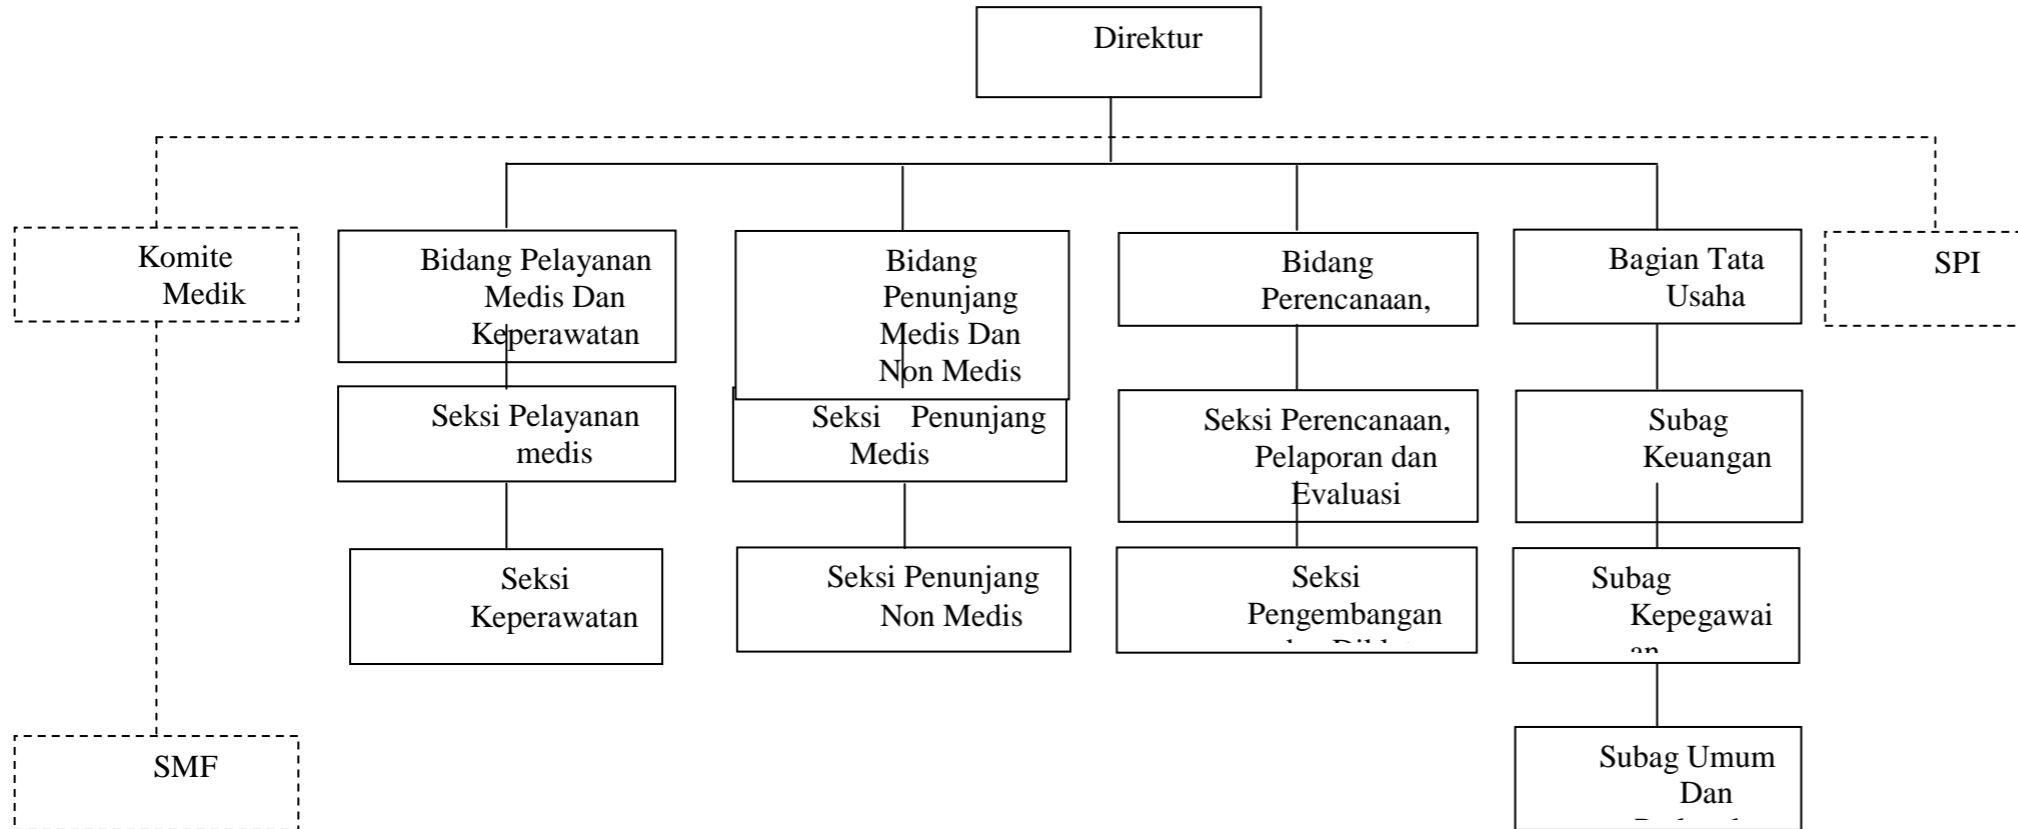 Direktur
Komite
Medik
Bidang Pelayanan
Medis Dan
Keperawatan
Bidang
Penunjang
Medis Dan
Non Medis
Bidang
Perencanaan,
Bagian Tata
Usaha
SPI
Seksi Pelayanan
medis
Seksi Penunjang
Medis
Seksi Perencanaan,
Pelaporan dan
Evaluasi
Subag
Keuangan
Seksi
Keperawatan
Seksi Penunjang
Non Medis
Seksi
Pengembangan
Subag
Kepegawai
an
SMF
Subag Umum
Dan